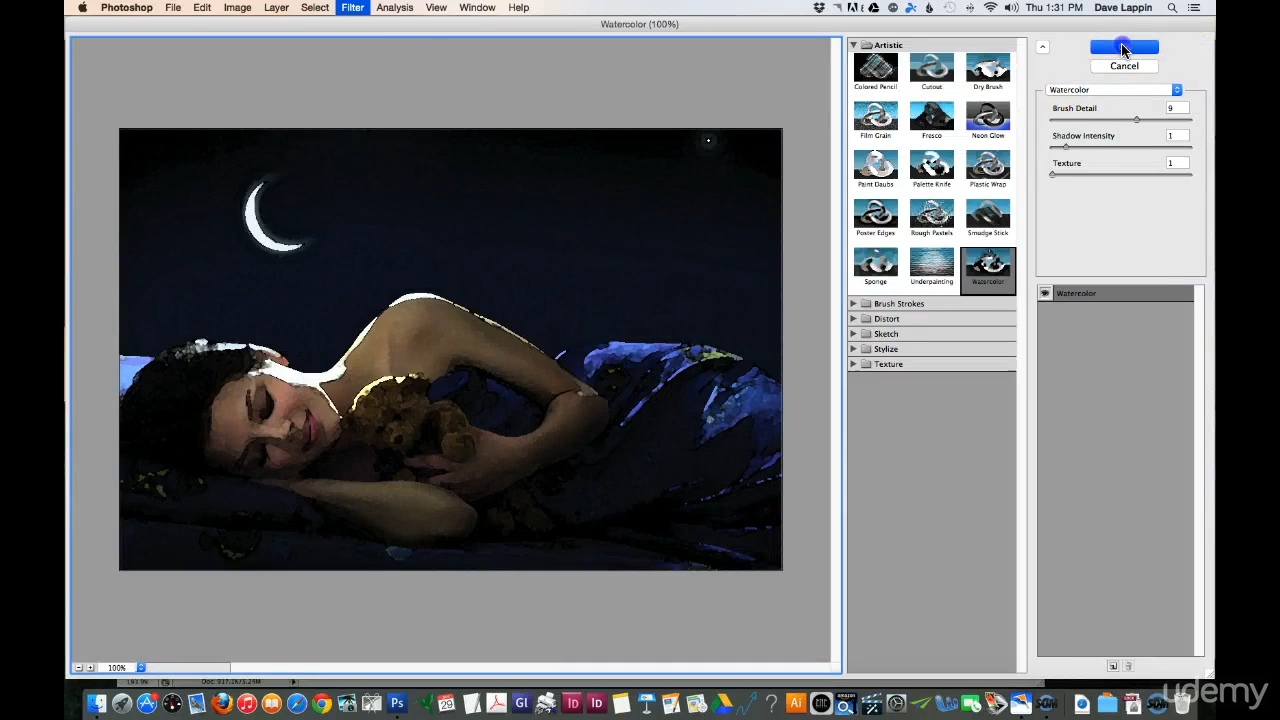 Photoshop File Edit Image Layer Select Filter Analysis View Window Help Thu 1:31 PM Dave Lappin
Watercolor (100%)
Artistic
Colored Pencil Cutout Dry Brush
Film Grain Fresco Neon Glow
Paint Daubs Palette Knife Plastic Wrap
Poster Edges Rough Pastels Smudge Stick
Sponge Underpainting Watercolor
Brush Strokes
Distort
Sketch
Stylize
Texture
Cancel
Watercolor
Brush Detail 9
Shadow Intensity 1
Texture 1
Watercolor
100%
udemy